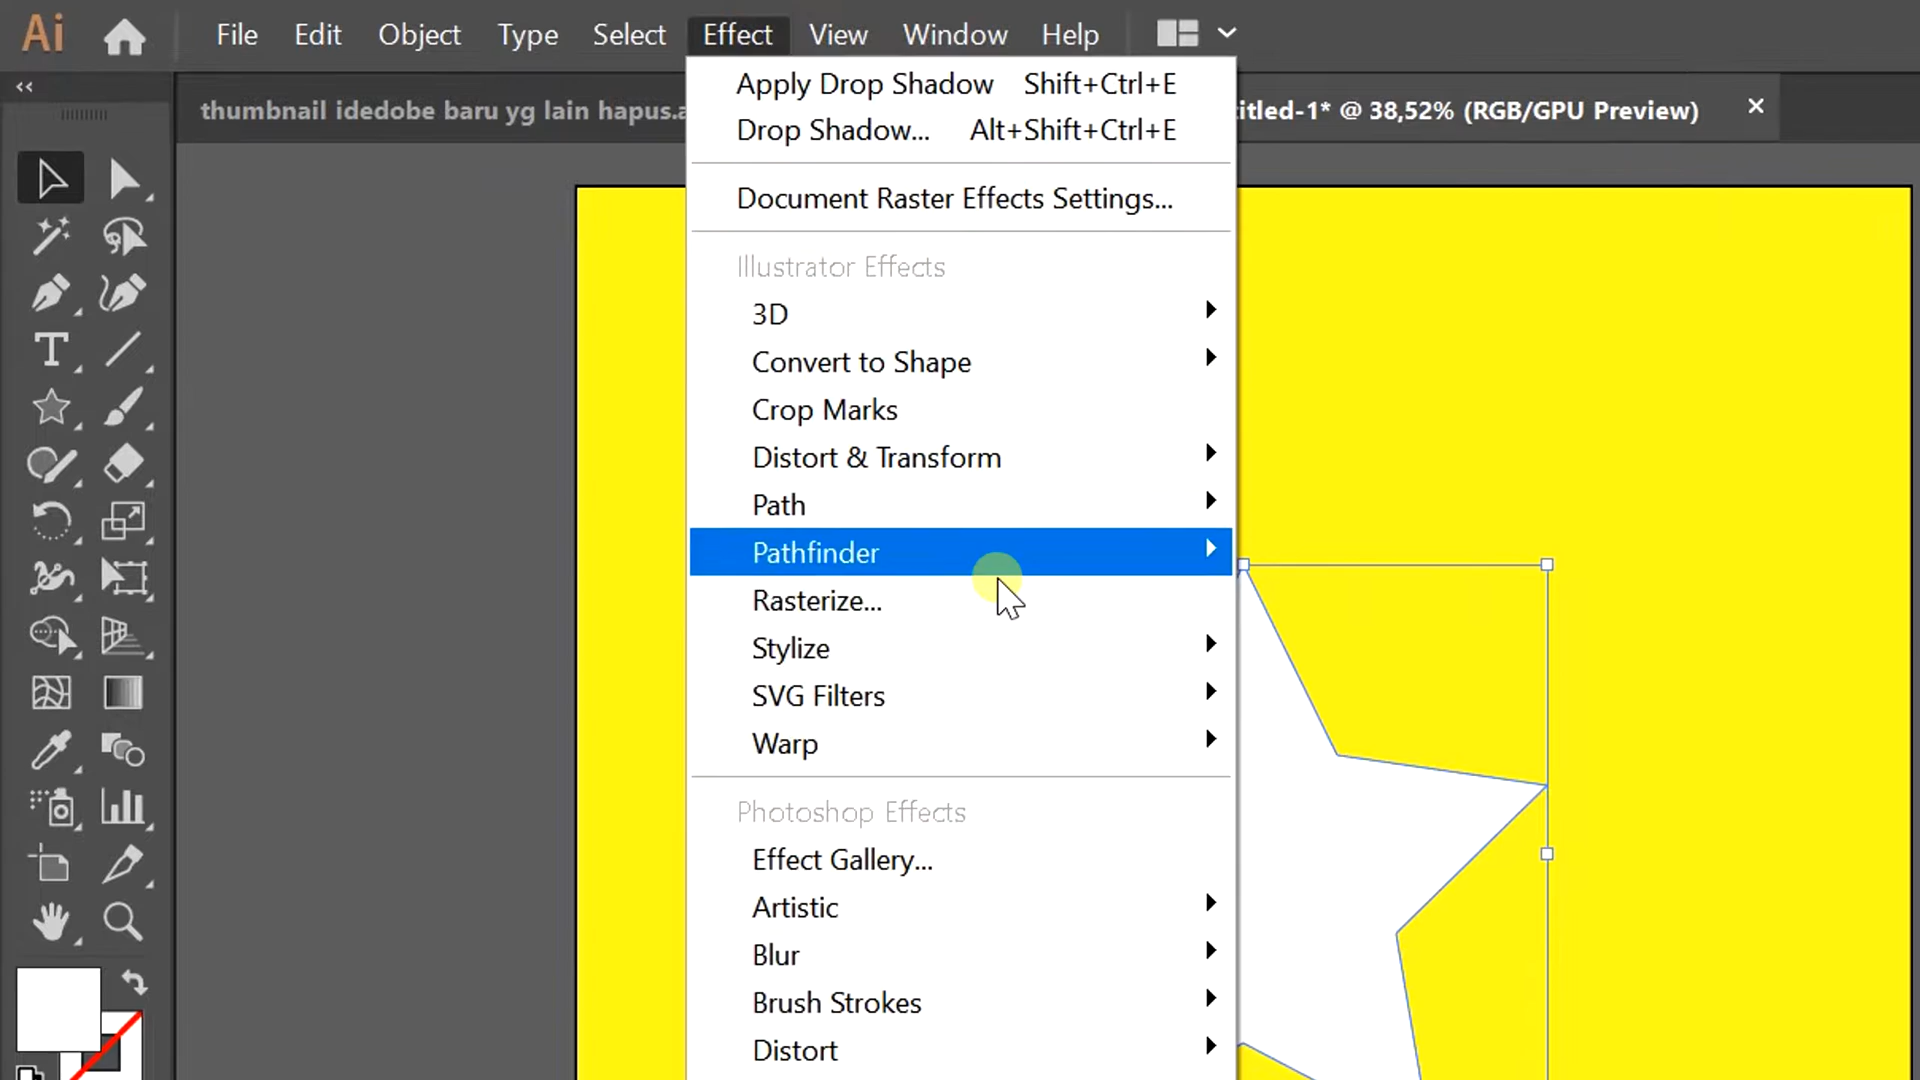 Ai File Edit Object Type Select Effect View Window Help
thumbnail idedobe baru yg lain hapus.a
titled-1* @ 38,52% (RGB/GPU Preview)
Apply Drop Shadow Shift+Ctrl+E
Drop Shadow... Alt+Shift+Ctrl+E
Document Raster Effects Settings...
Illustrator Effects
3D
Convert to Shape
Crop Marks
Distort & Transform
Path
Pathfinder
Rasterize...
Stylize
SVG Filters
Warp
Photoshop Effects
Effect Gallery...
Artistic
Blur
Brush Strokes
Distort